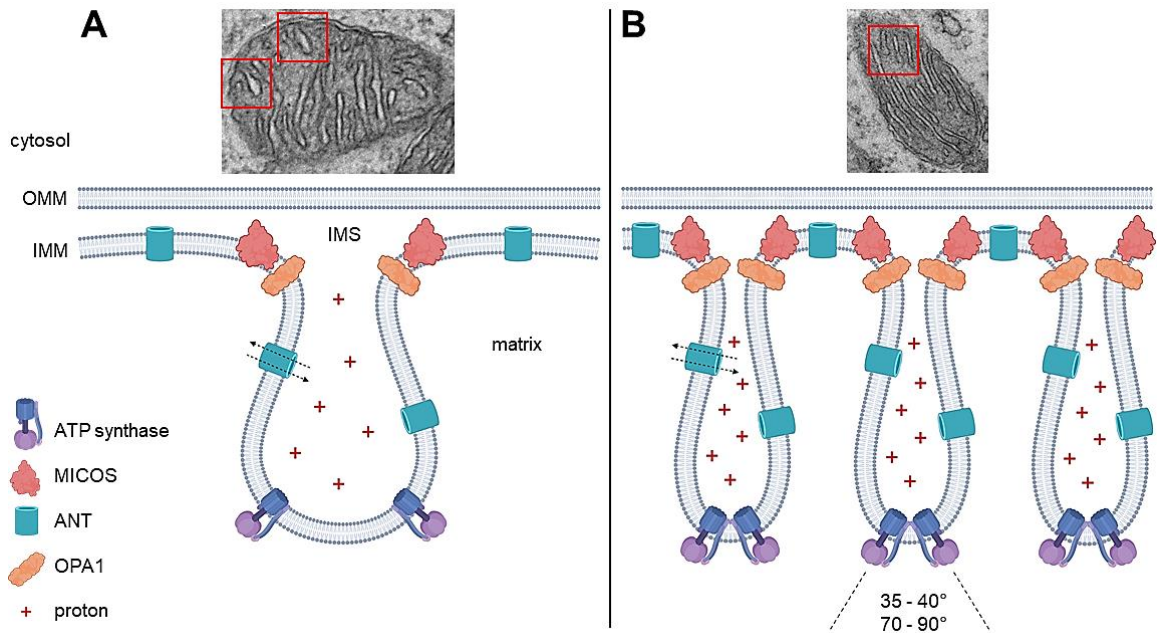 A
B
cytosol
OMM
IMS
IMM
matrix
ATP synthase
MICOS
ANT
OPA1
+ proton
35 - 40°
70 - 90°